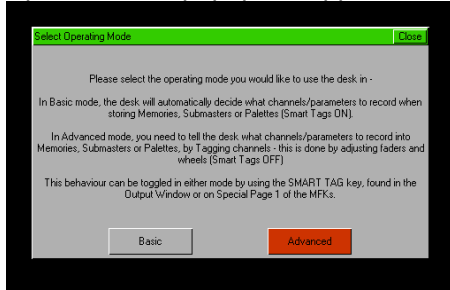 Select Operating Mode Close
Please select the operating mode you would like to use the desk in -
In Basic mode, the desk will automatically decide what channels/parameters to record when
storing Memories, Submasters or Palettes (Smart Tags ON).
In Advanced mode, you need to tell the desk what channels/parameters to record into
Memories, Submasters or Palettes, by Tagging channels - this is done by adjusting faders and
wheels (Smart Tags OFF)
This behaviour can be toggled in either mode by using the SMART TAG key, found in the
Output Window or on Special Page 1 of the MFKs.
Basic Advanced